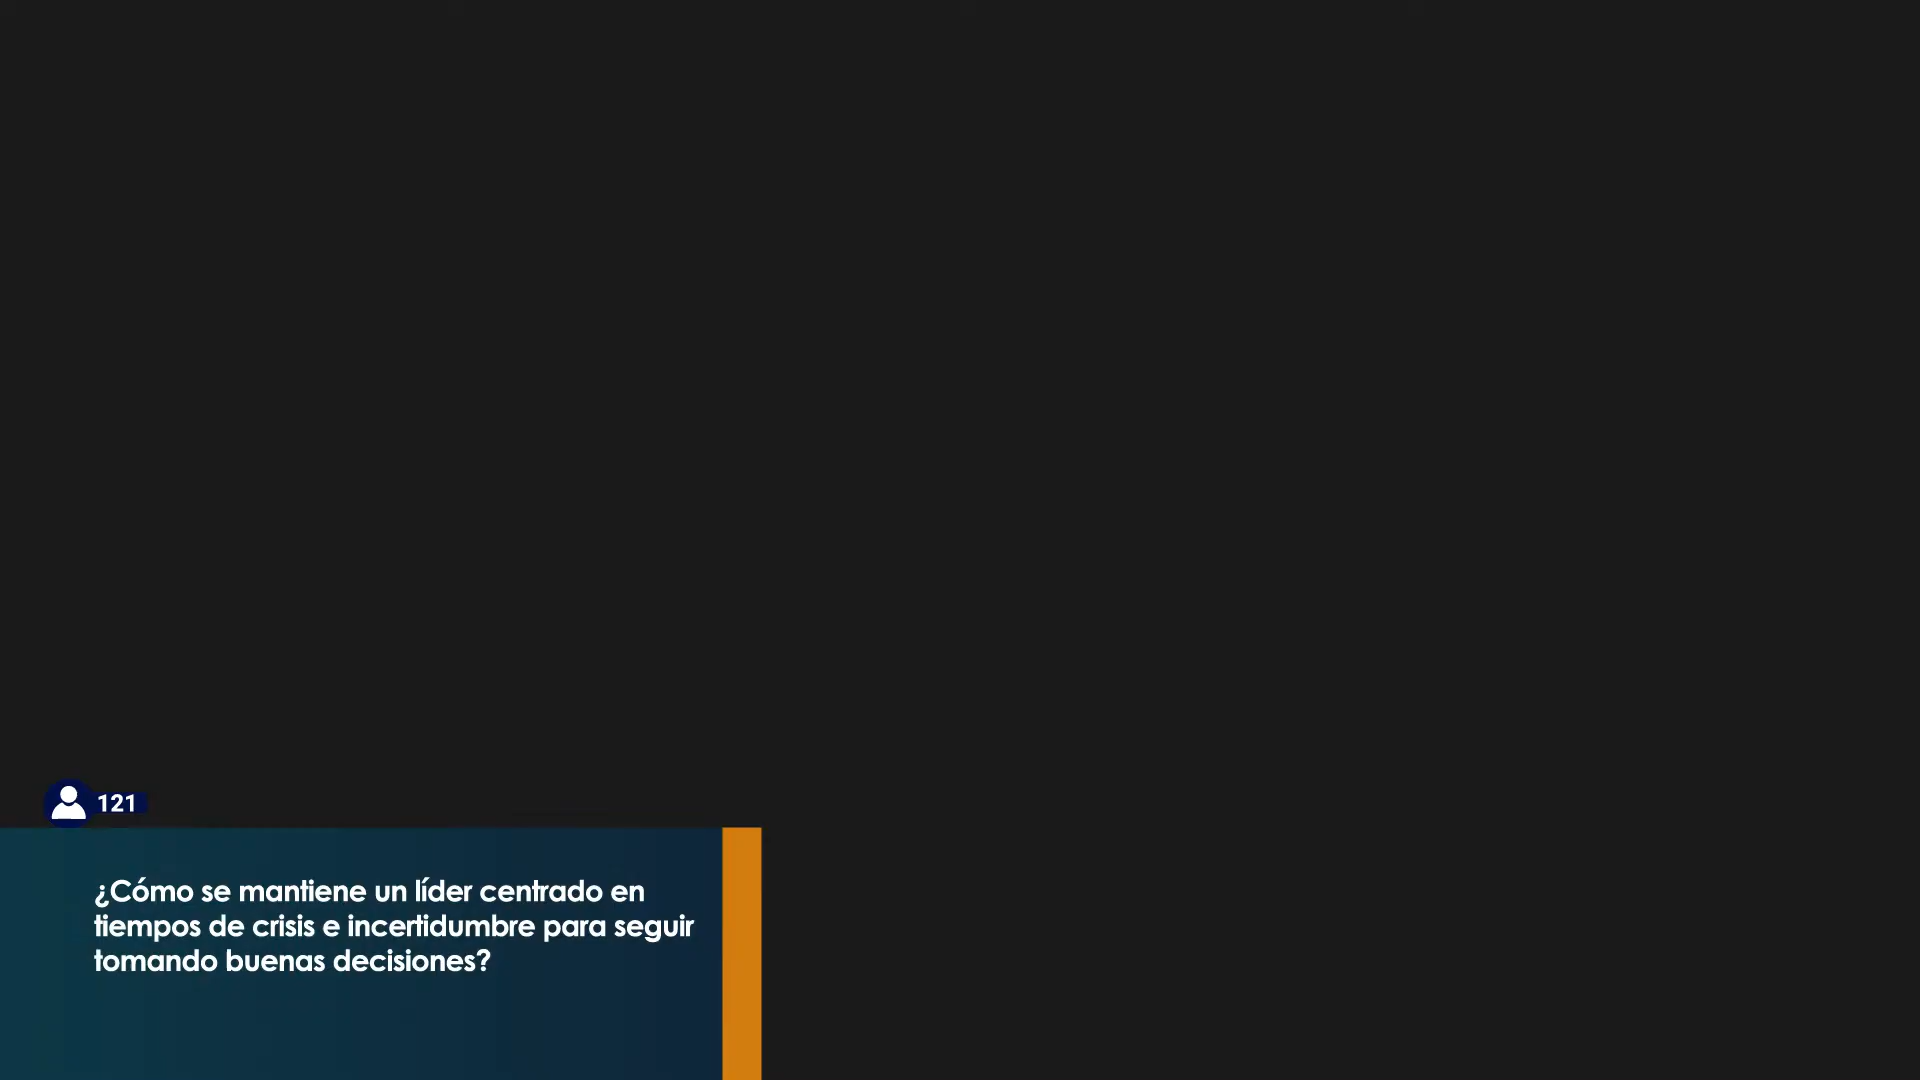 121
¿Cómo se mantiene un líder centrado en
tiempos de crisis e incertidumbre para seguir
tomando buenas decisiones?